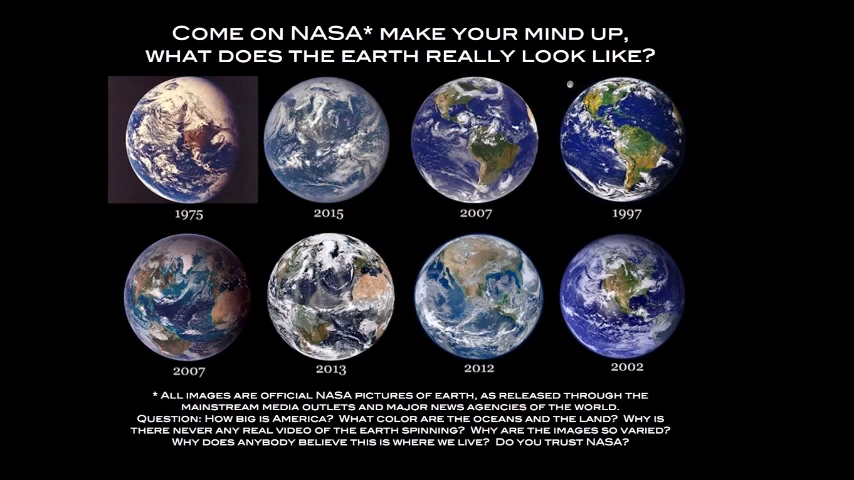 Come on NASA* make your mind up,
what does the earth really look like?
1975
2015
2007
1997
2007
2013
2012
2002
* All images are official NASA pictures of earth, as released through the
mainstream media outlets and major news agencies of the world.
Question: How big is America? What color are the oceans and the land? Why is
there never any real video of the earth spinning? Why are the images so varied?
Why does anybody believe this is where we live? Do you trust NASA?